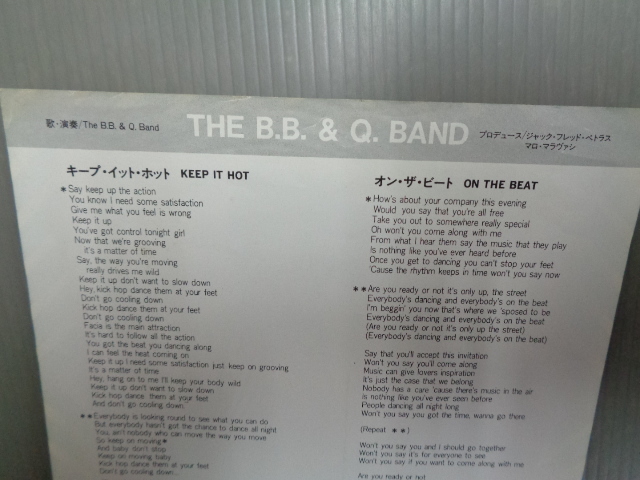 歌・演奏/The B.B. & Q. Band
THE B.B. & Q. BAND
プロデュース/ジャック・フレッド・ペトラス
マロ・マラヴァシ
キープ・イット・ホット KEEP IT HOT
*Say keep up the action
You know I need some satisfaction
Give me what you feel is wrong
Keep it up
You've got control tonight girl
Now that we're grooving
it's a matter of time
Say, the way you're moving
really drives me wild
Keep it up don't want to slow down
Hey, kick hop dance them at your feet
Don't go cooling down
Kick hop dance them at your feet
Don't go cooling down
Facia is the main attraction
It's hard to follow all the action
You got the beat you dancing along
I can feel the heat coming on
Keep it up I need some satisfaction just keep on grooving
It's a matter of time
Hey, hang on to me I'll keep your body wild
Keep it up don't want to slow down
Kick hop dance them at your feet
And don't go cooling down
**Everybody is looking round to see what you can do
But everybody hasn't got the chance to dance all night
You, ain't nobody who can move the way you move
So keep on moving*
And baby don't stop
Keep on moving baby
Kick hop dance them at your feet
Don't go cooling down
オン・ザ・ビート ON THE BEAT
*How's about your company this evening
Would you say that you're all free
Take you out to somewhere really special
Oh won't you come along with me
From what I hear them say the music that they play
Is nothing like you've ever heard before
Once you get to dancing you can't stop your feet
'Cause the rhythm keeps in time won't you say now
**Are you ready or not it's only up, the street
Everybody's dancing and everybody's on the beat
I'm beggin' you now that's where we 'sposed to be
Everybody's dancing and everybody's on the beat
(Are you ready or not it's only up the street)
(Everybody's dancing and everybody's on the beat)
Say that you'll accept this invitation
Won't you say you'll come along
Music can give lovers inspiration
It's just the case that we belong
Nobody has a care 'cause there's music in the air
is nothing like you've ever seen before
People dancing all night long
Won't you say you got the time, wanna go there
(Repeat **)
Won't you say you and I should go together
Won't you say it's for everyone to see
Won't you say if you want to come along with me
Are you ready or not